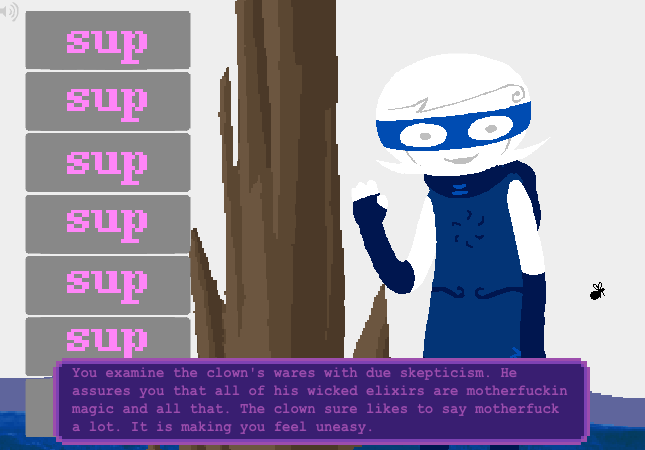 sup
sup
sup
sup
sup
sup
You examine the clown's wares with due skepticism. He
assures you that all of his wicked elixirs are motherfuckin
magic and all that. The clown sure likes to say motherfuck
a lot. It is making you feel uneasy.